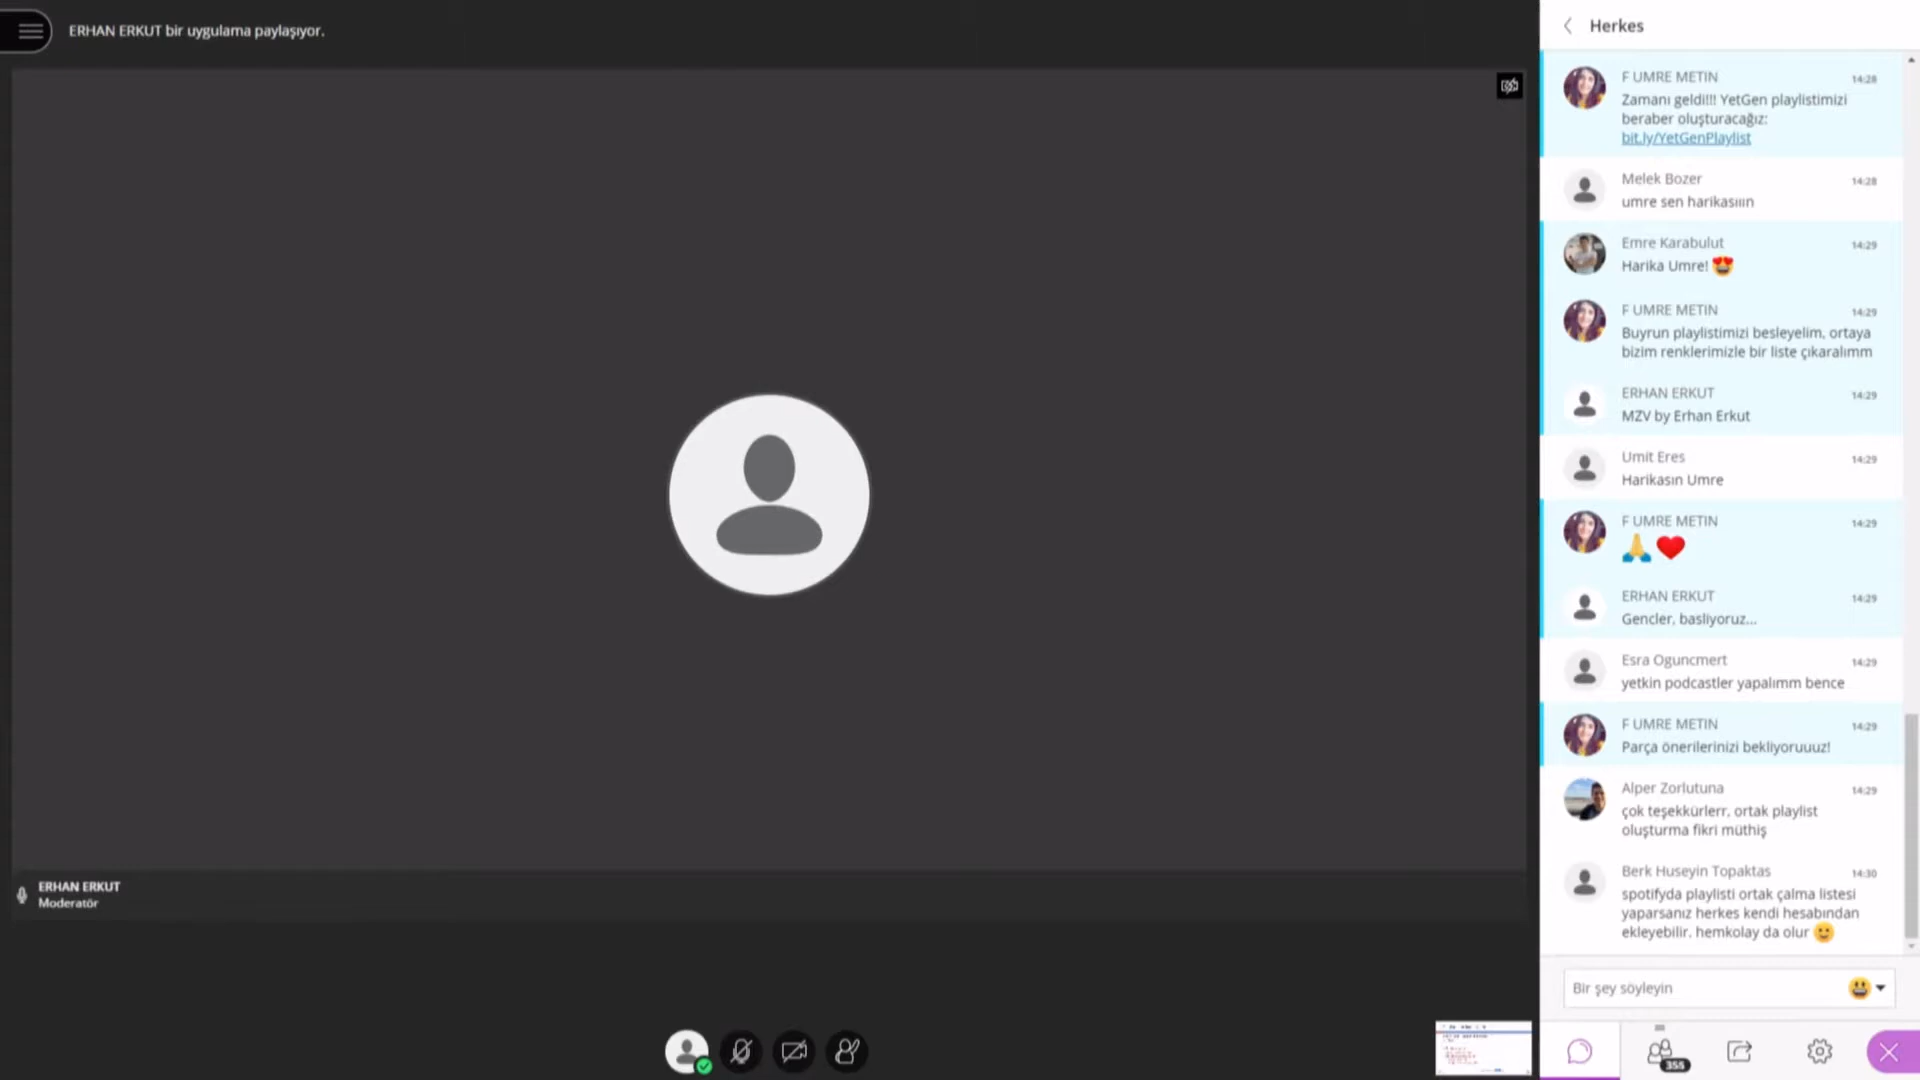 ERHAN ERKUT bir uygulama paylaşıyor.
Herkes
F UMRE METIN 14:28
Zamanı geldi!!! YetGen playlistimizi
beraber oluşturacağız:
bit.ly/YetGenPlaylist
Melek Bozer 14:28
umre sen harikasıııın
Emre Karabulut 14:29
Harika Umre! 😍
F UMRE METIN 14:29
Buyrun playlistimizi besleyelim, ortaya
bizim renklerimizle bir liste çıkaralımm
ERHAN ERKUT 14:29
MZV by Erhan Erkut
Umit Eres 14:29
Harikasın Umre
F UMRE METIN 14:29
🙏❤️
ERHAN ERKUT 14:29
Gencler, basliyoruz...
Esra Oguncmert 14:29
yetkin podcastler yapalımm bence
F UMRE METIN 14:29
Parça önerilerinizi bekliyoruuuz!
Alper Zorlutuna 14:29
çok teşekkürlerr, ortak playlist
oluşturma fikri müthiş
Berk Huseyin Topaktas 14:30
spotifyda playlisti ortak çalma listesi
yaparsanız herkes kendi hesabından
ekleyebilir. hemkolay da olur 🙂
ERHAN ERKUT
Moderatör
Bir şey söyleyin
355